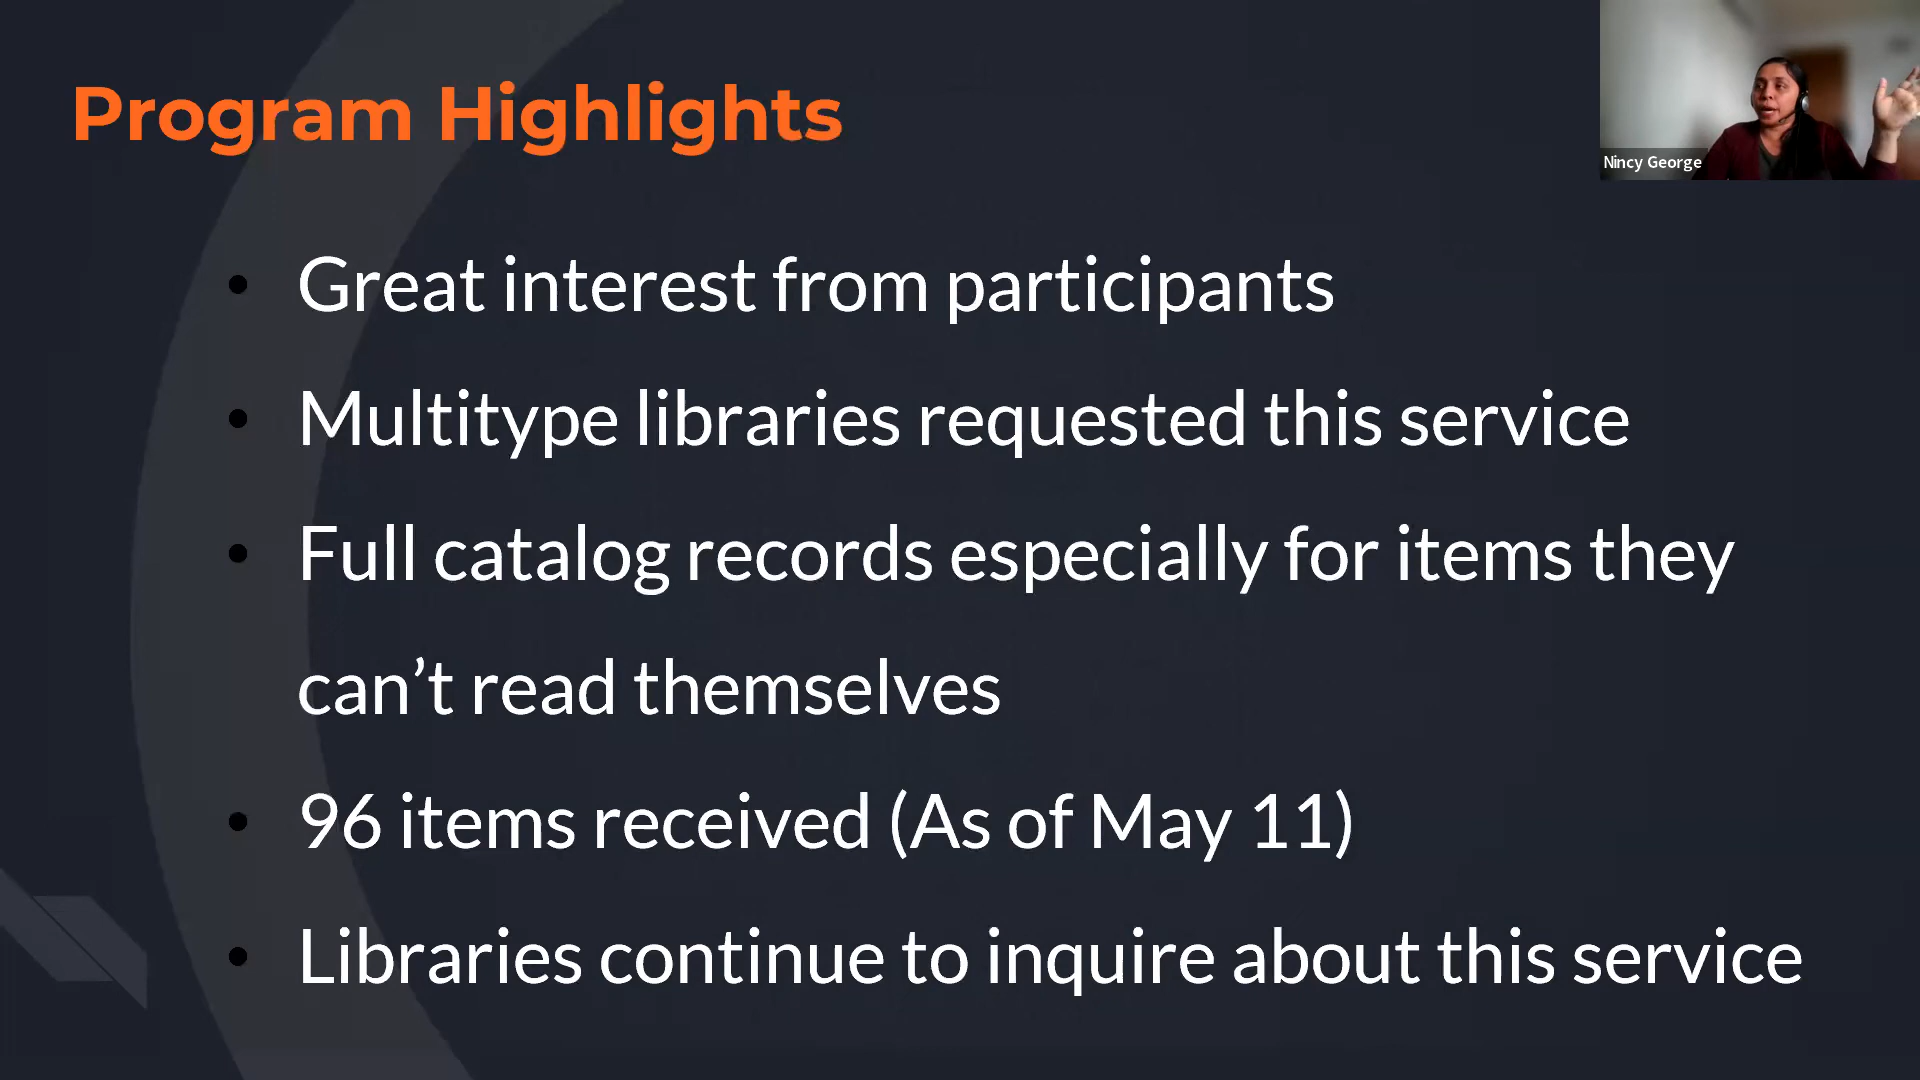 Program Highlights
Nincy George
• Great interest from participants
• Multitype libraries requested this service
• Full catalog records especially for items they
can’t read themselves
• 96 items received (As of May 11)
• Libraries continue to inquire about this service